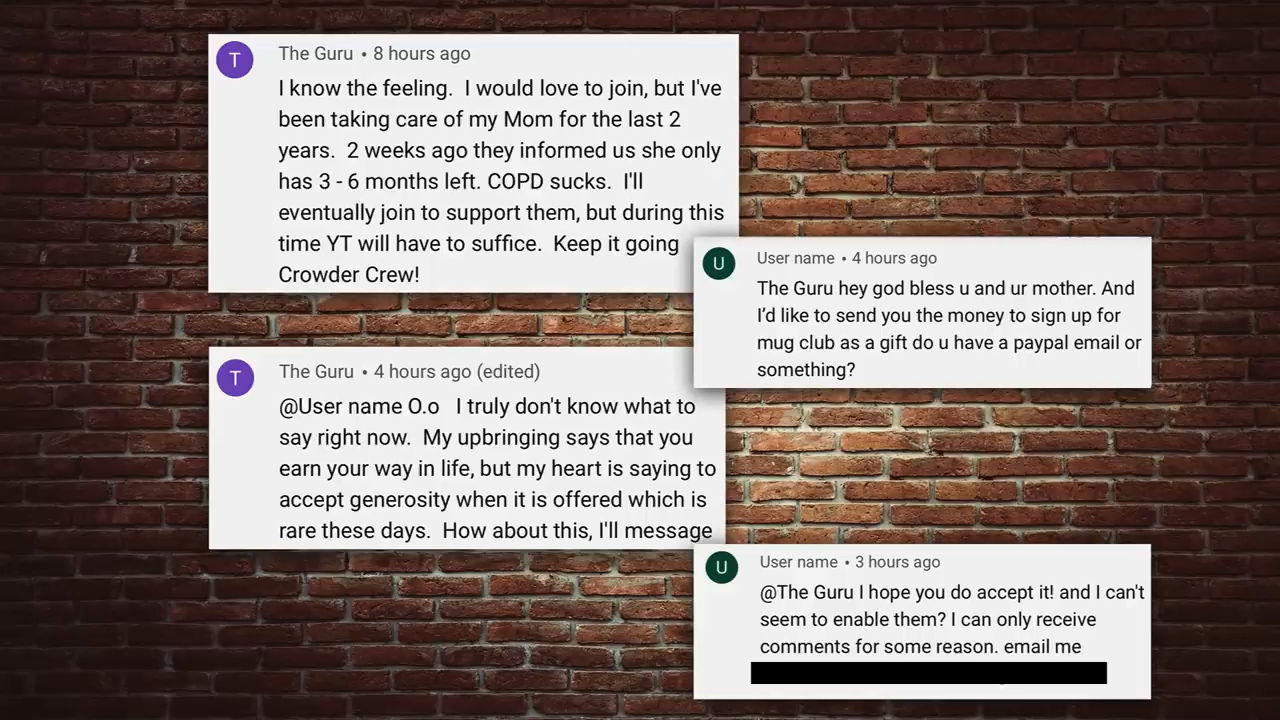 T
The Guru • 8 hours ago
I know the feeling.  I would love to join, but I've
been taking care of my Mom for the last 2
years.  2 weeks ago they informed us she only
has 3 - 6 months left. COPD sucks.  I'll
eventually join to support them, but during this
time YT will have to suffice.  Keep it going
Crowder Crew!
U
User name • 4 hours ago
The Guru hey god bless u and ur mother. And
I'd like to send you the money to sign up for
mug club as a gift do u have a paypal email or
something?
T
The Guru • 4 hours ago (edited)
@User name O.o   I truly don't know what to
say right now.  My upbringing says that you
earn your way in life, but my heart is saying to
accept generosity when it is offered which is
rare these days.  How about this, I'll message
U
User name • 3 hours ago
@The Guru I hope you do accept it! and I can't
seem to enable them? I can only receive
comments for some reason. email me